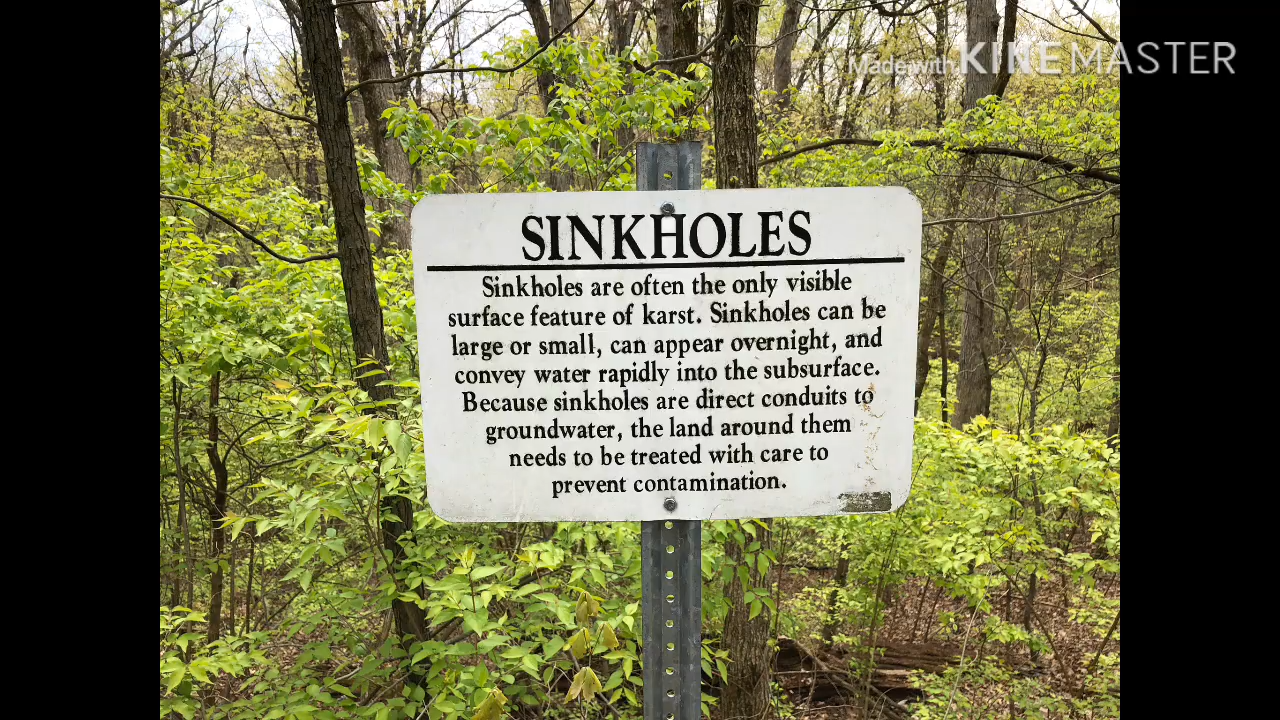 Made with KINEMASTER
SINKHOLES
Sinkholes are often the only visible
surface feature of karst. Sinkholes can be
large or small, can appear overnight, and
convey water rapidly into the subsurface.
Because sinkholes are direct conduits to
groundwater, the land around them
needs to be treated with care to
prevent contamination.